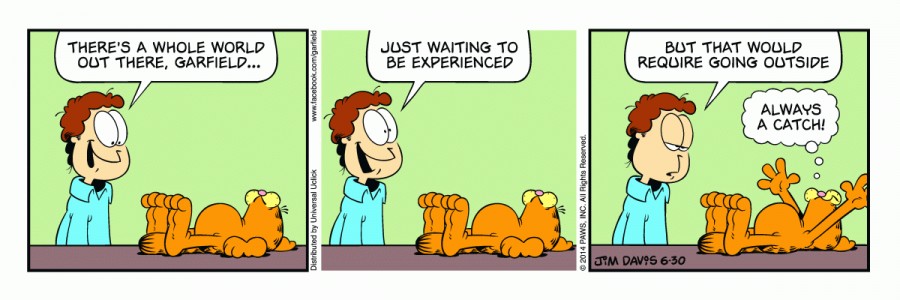 THERE'S A WHOLE WORLD
OUT THERE, GARFIELD...
www.facebook.com/garfield
Distributed by Universal Uclick
JUST WAITING TO
BE EXPERIENCED
© 2014 PAWS, INC. All Rights Reserved.
BUT THAT WOULD
REQUIRE GOING OUTSIDE
ALWAYS
A CATCH!
JIM DAVIS 6-30